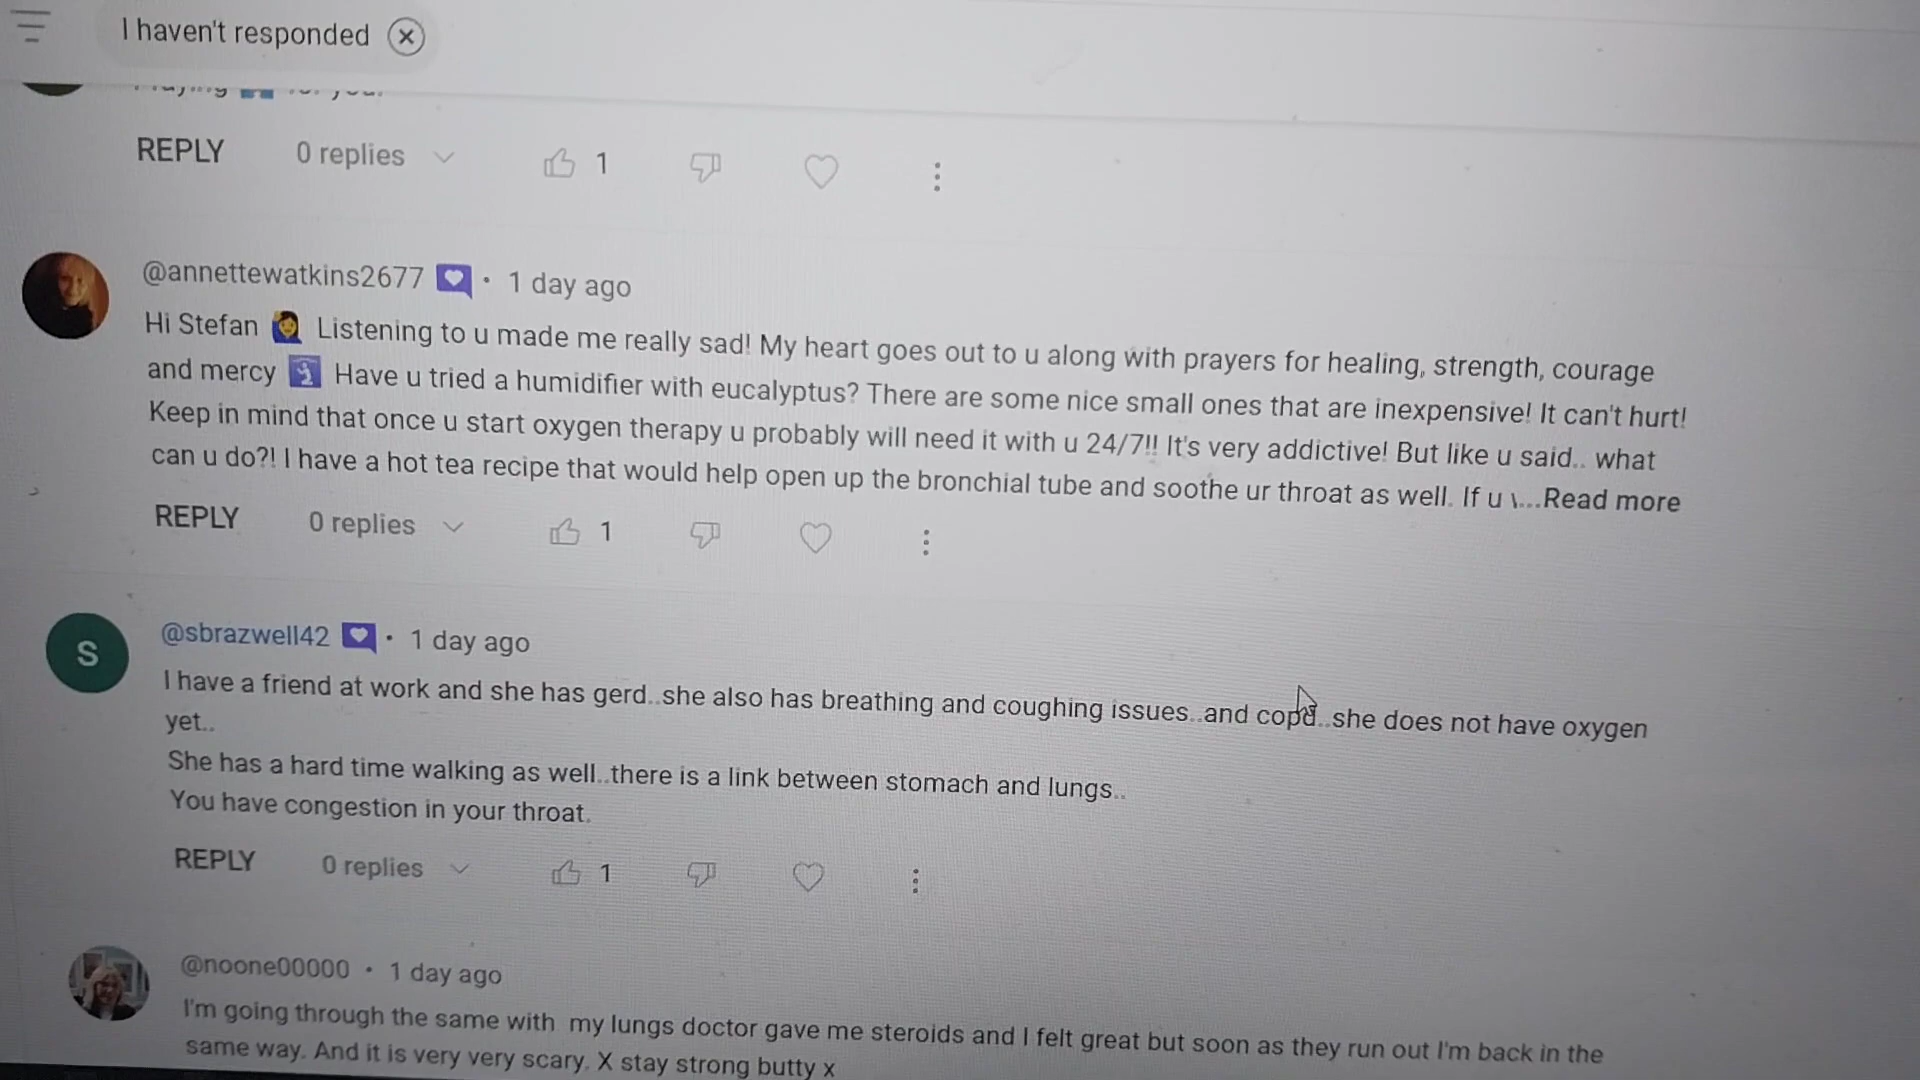 I haven't responded
REPLY 0 replies 1
@annettewatkins2677 · 1 day ago
Hi Stefan 🙋‍♀️ Listening to u made me really sad! My heart goes out to u along with prayers for healing, strength, courage
and mercy 🛐 Have u tried a humidifier with eucalyptus? There are some nice small ones that are inexpensive! It can't hurt!
Keep in mind that once u start oxygen therapy u probably will need it with u 24/7!! It's very addictive! But like u said.. what
can u do?! I have a hot tea recipe that would help open up the bronchial tube and soothe ur throat as well. If u ...Read more
REPLY 0 replies 1
S
@sbrazwell42 · 1 day ago
I have a friend at work and she has gerd..she also has breathing and coughing issues..and copd..she does not have oxygen
yet..
She has a hard time walking as well..there is a link between stomach and lungs..
You have congestion in your throat.
REPLY 0 replies 1
@noone00000 · 1 day ago
I'm going through the same with my lungs doctor gave me steroids and I felt great but soon as they run out I'm back in the
same way. And it is very very scary. X stay strong butty x